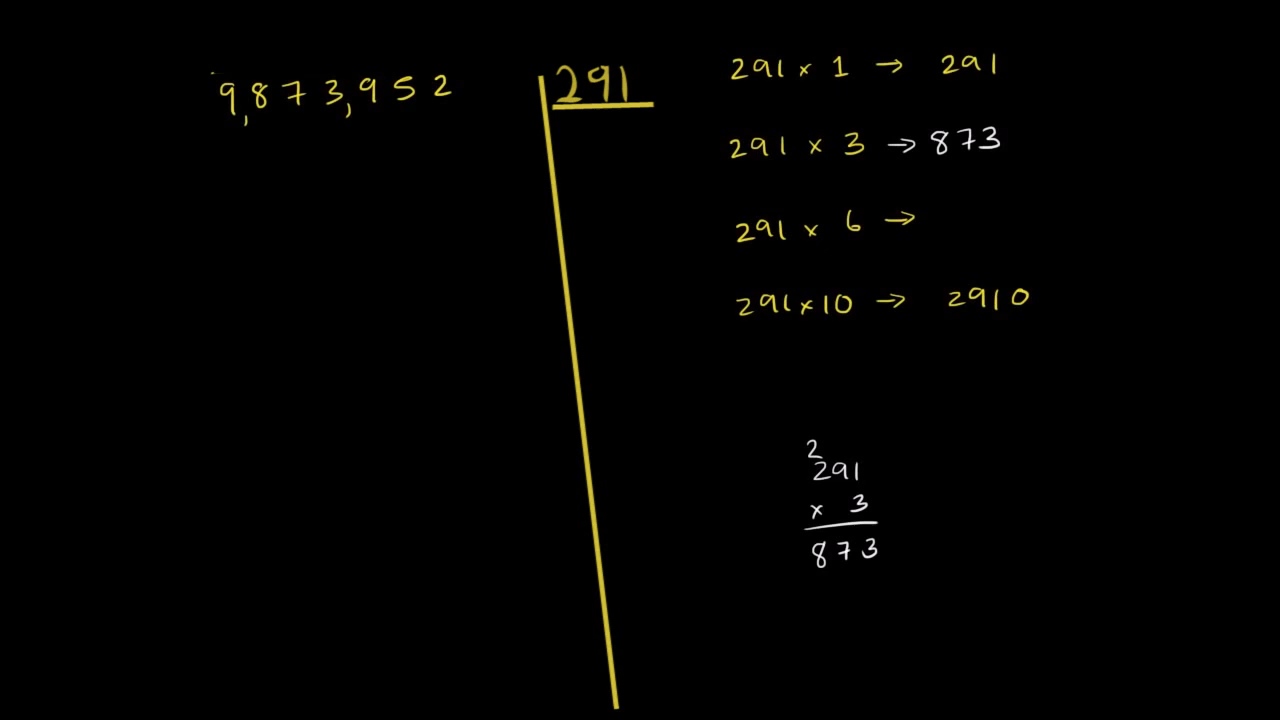 9,873,952
291
291 × 1 → 291
291 × 3 → 873
291 × 6 →
291 × 10 → 2910
2
291
× 3
873